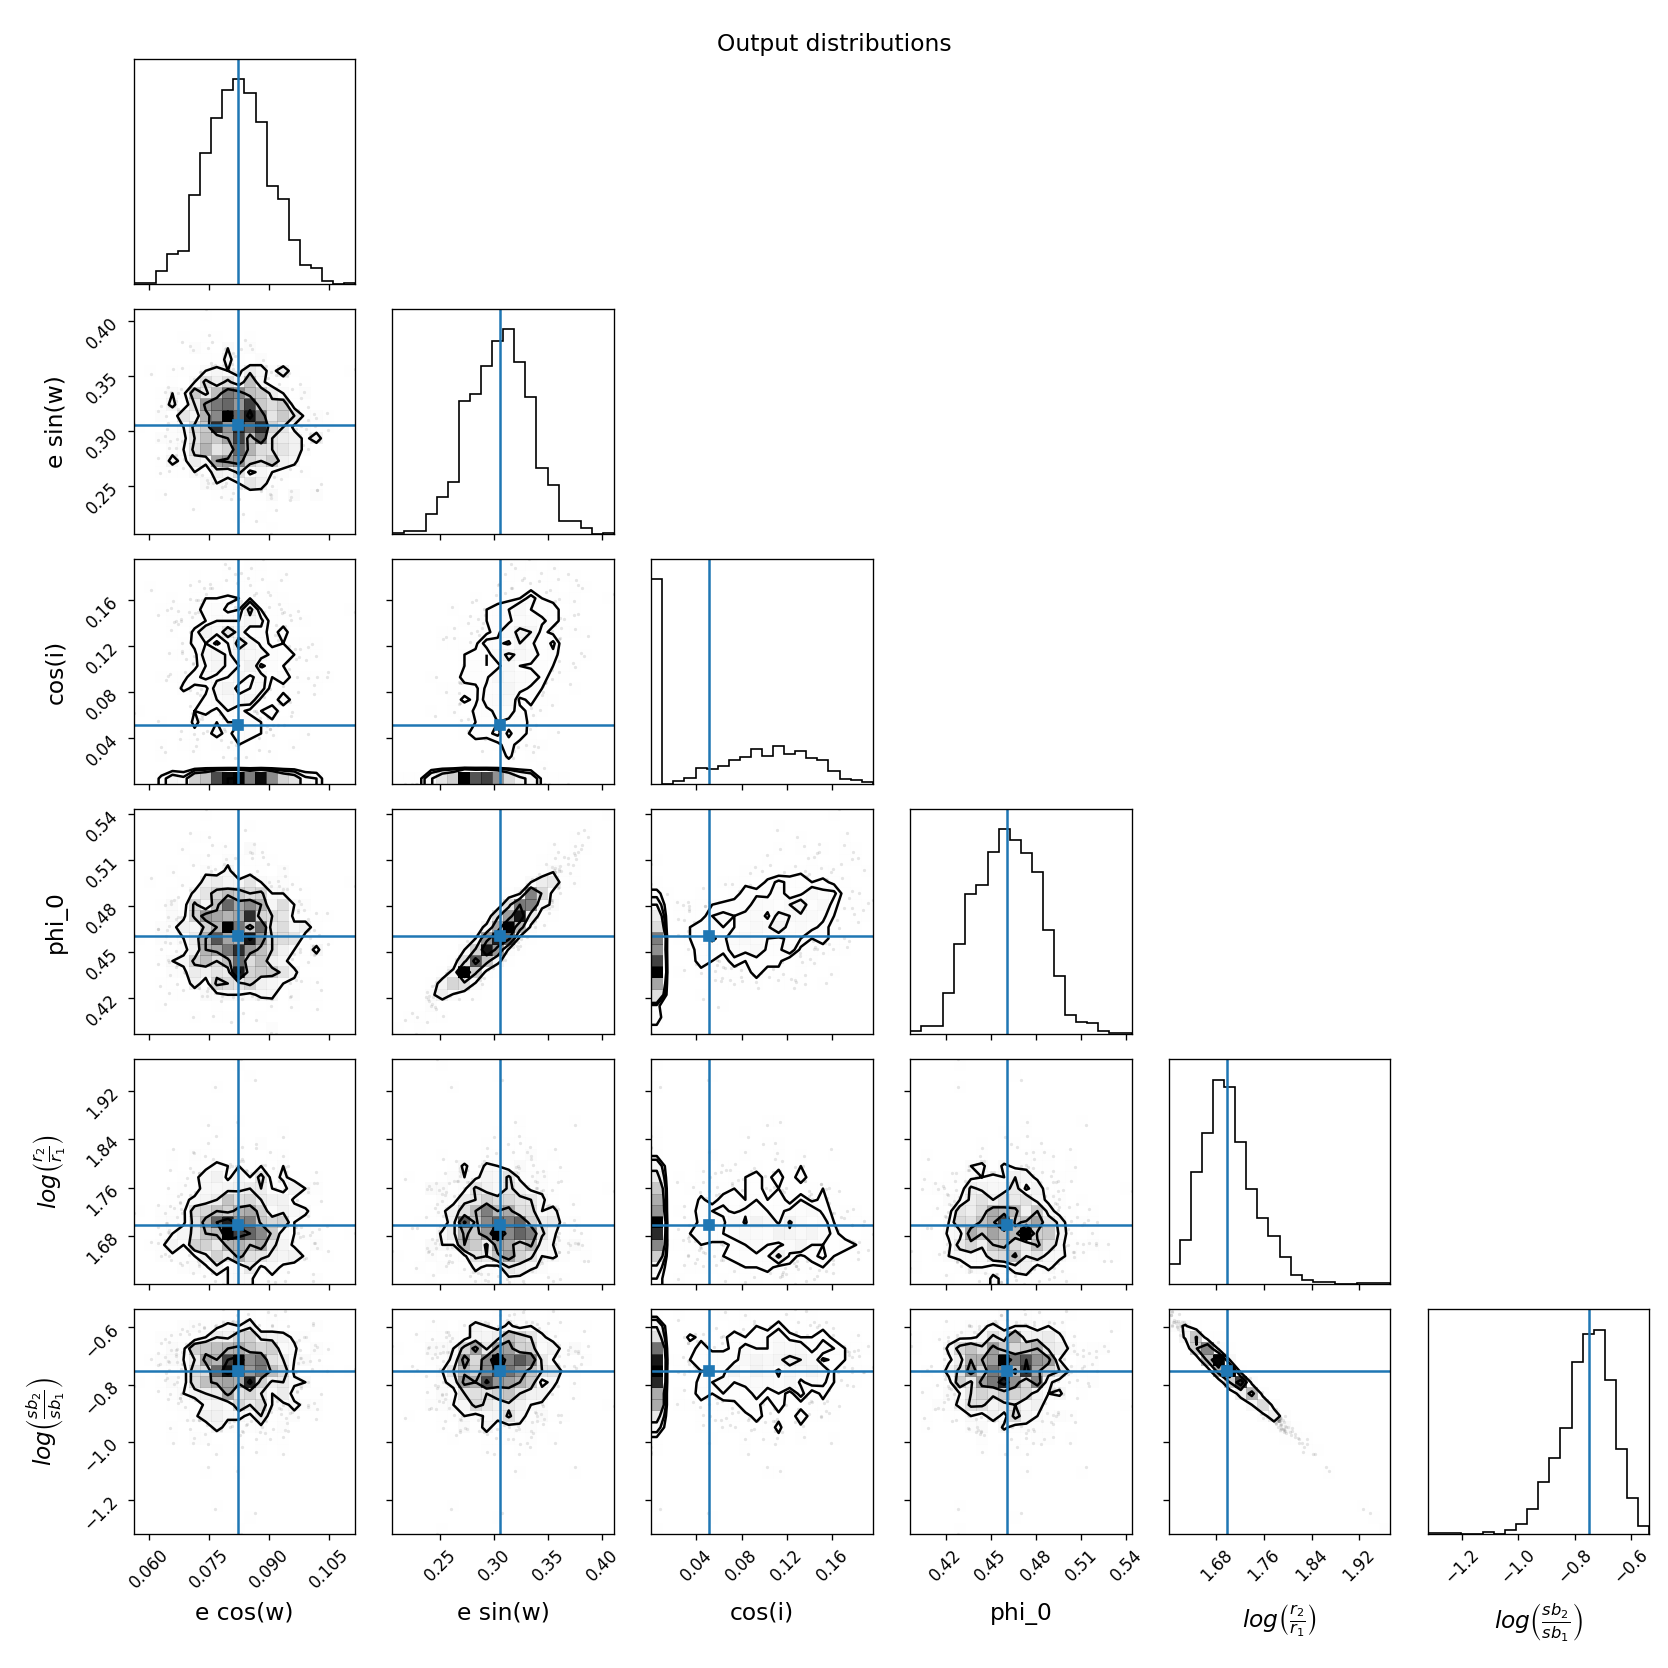 Output distributions
e sin(w)
0.40
0.35
0.30
0.25
cos(i)
0.16
0.12
0.08
0.04
phi_0
0.54
0.51
0.48
0.45
0.42
log(r₂/r₁)
1.92
1.84
1.76
1.68
log(sb₂/sb₁)
−0.6
−0.8
−1.0
−1.2
0.060 0.075 0.090 0.105
0.25 0.30 0.35 0.40
0.04 0.08 0.12 0.16
0.42 0.45 0.48 0.51 0.54
1.68 1.76 1.84 1.92
−1.2 −1.0 −0.8 −0.6
e cos(w)
e sin(w)
cos(i)
phi_0
log(r₂/r₁)
log(sb₂/sb₁)